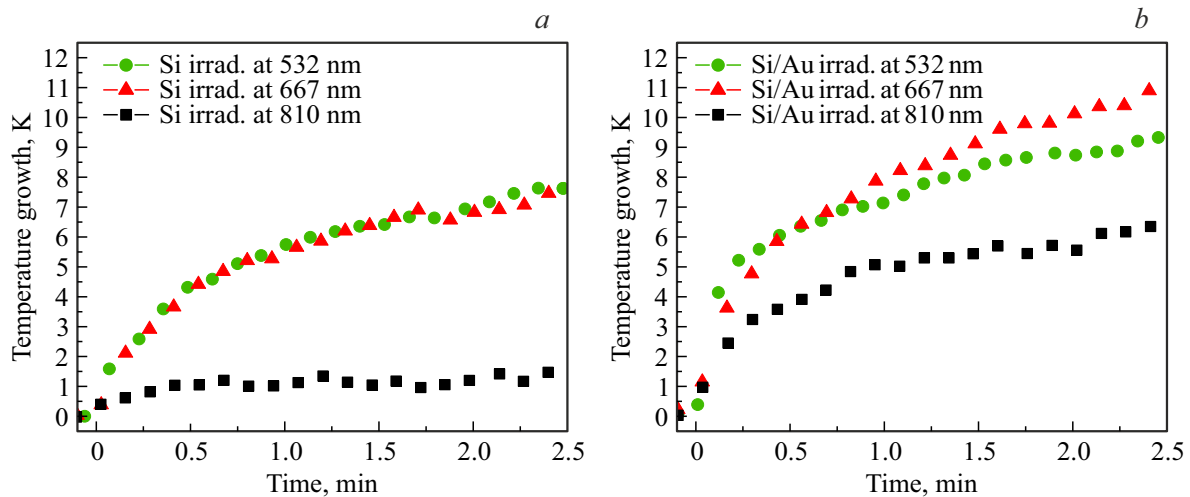 a
12
11
10
9
8
7
6
5
4
3
2
1
0
Temperature growth, K
Si irrad. at 532 nm
Si irrad. at 667 nm
Si irrad. at 810 nm
0 0.5 1.0 1.5 2.0 2.5
Time, min
b
12
11
10
9
8
7
6
5
4
3
2
1
0
Temperature growth, K
Si/Au irrad. at 532 nm
Si/Au irrad. at 667 nm
Si/Au irrad. at 810 nm
0 0.5 1.0 1.5 2.0 2.5
Time, min